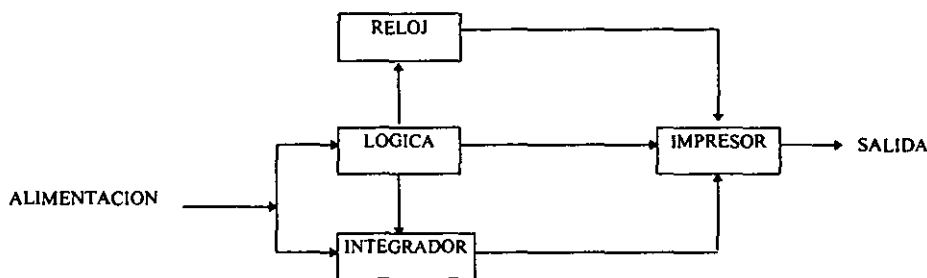 RELOJ
LOGICA
IMPRESOR
SALIDA
ALIMENTACION
INTEGRADOR